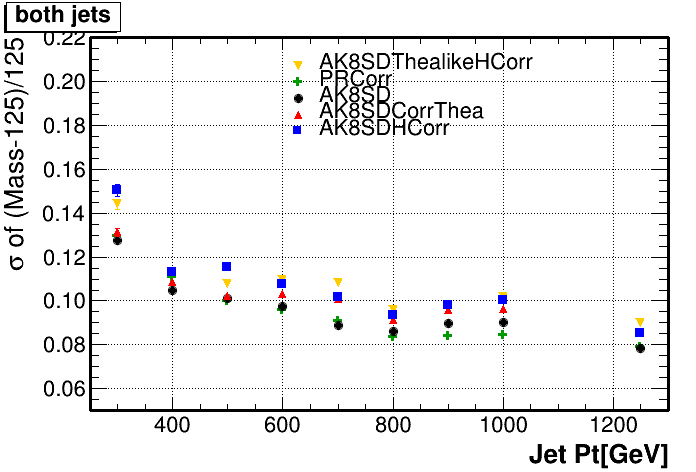 both jets
σ of (Mass-125)/125
0.22
0.20
0.18
0.16
0.14
0.12
0.10
0.08
0.06
AK8SDThealikeHCorr
PRCorr
AK8SD
AK8SDCorrThea
AK8SDHCorr
400 600 800 1000 1200
Jet Pt[GeV]